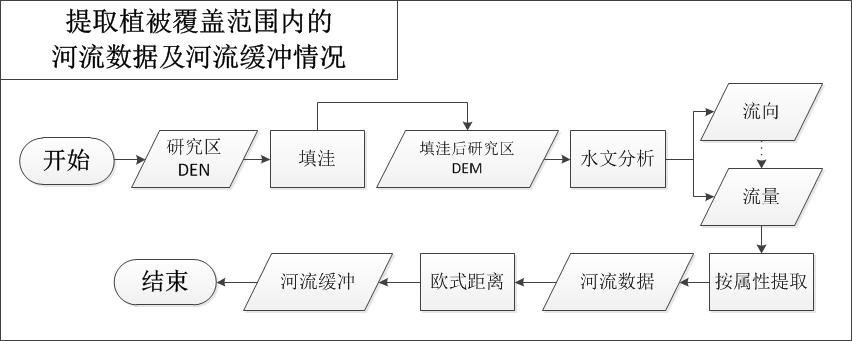 提取植被覆盖范围内的
河流数据及河流缓冲情况
开始
研究区
DEN
填洼
填洼后研究区
DEM
水文分析
流向
流量
按属性提取
河流数据
欧式距离
河流缓冲
结束